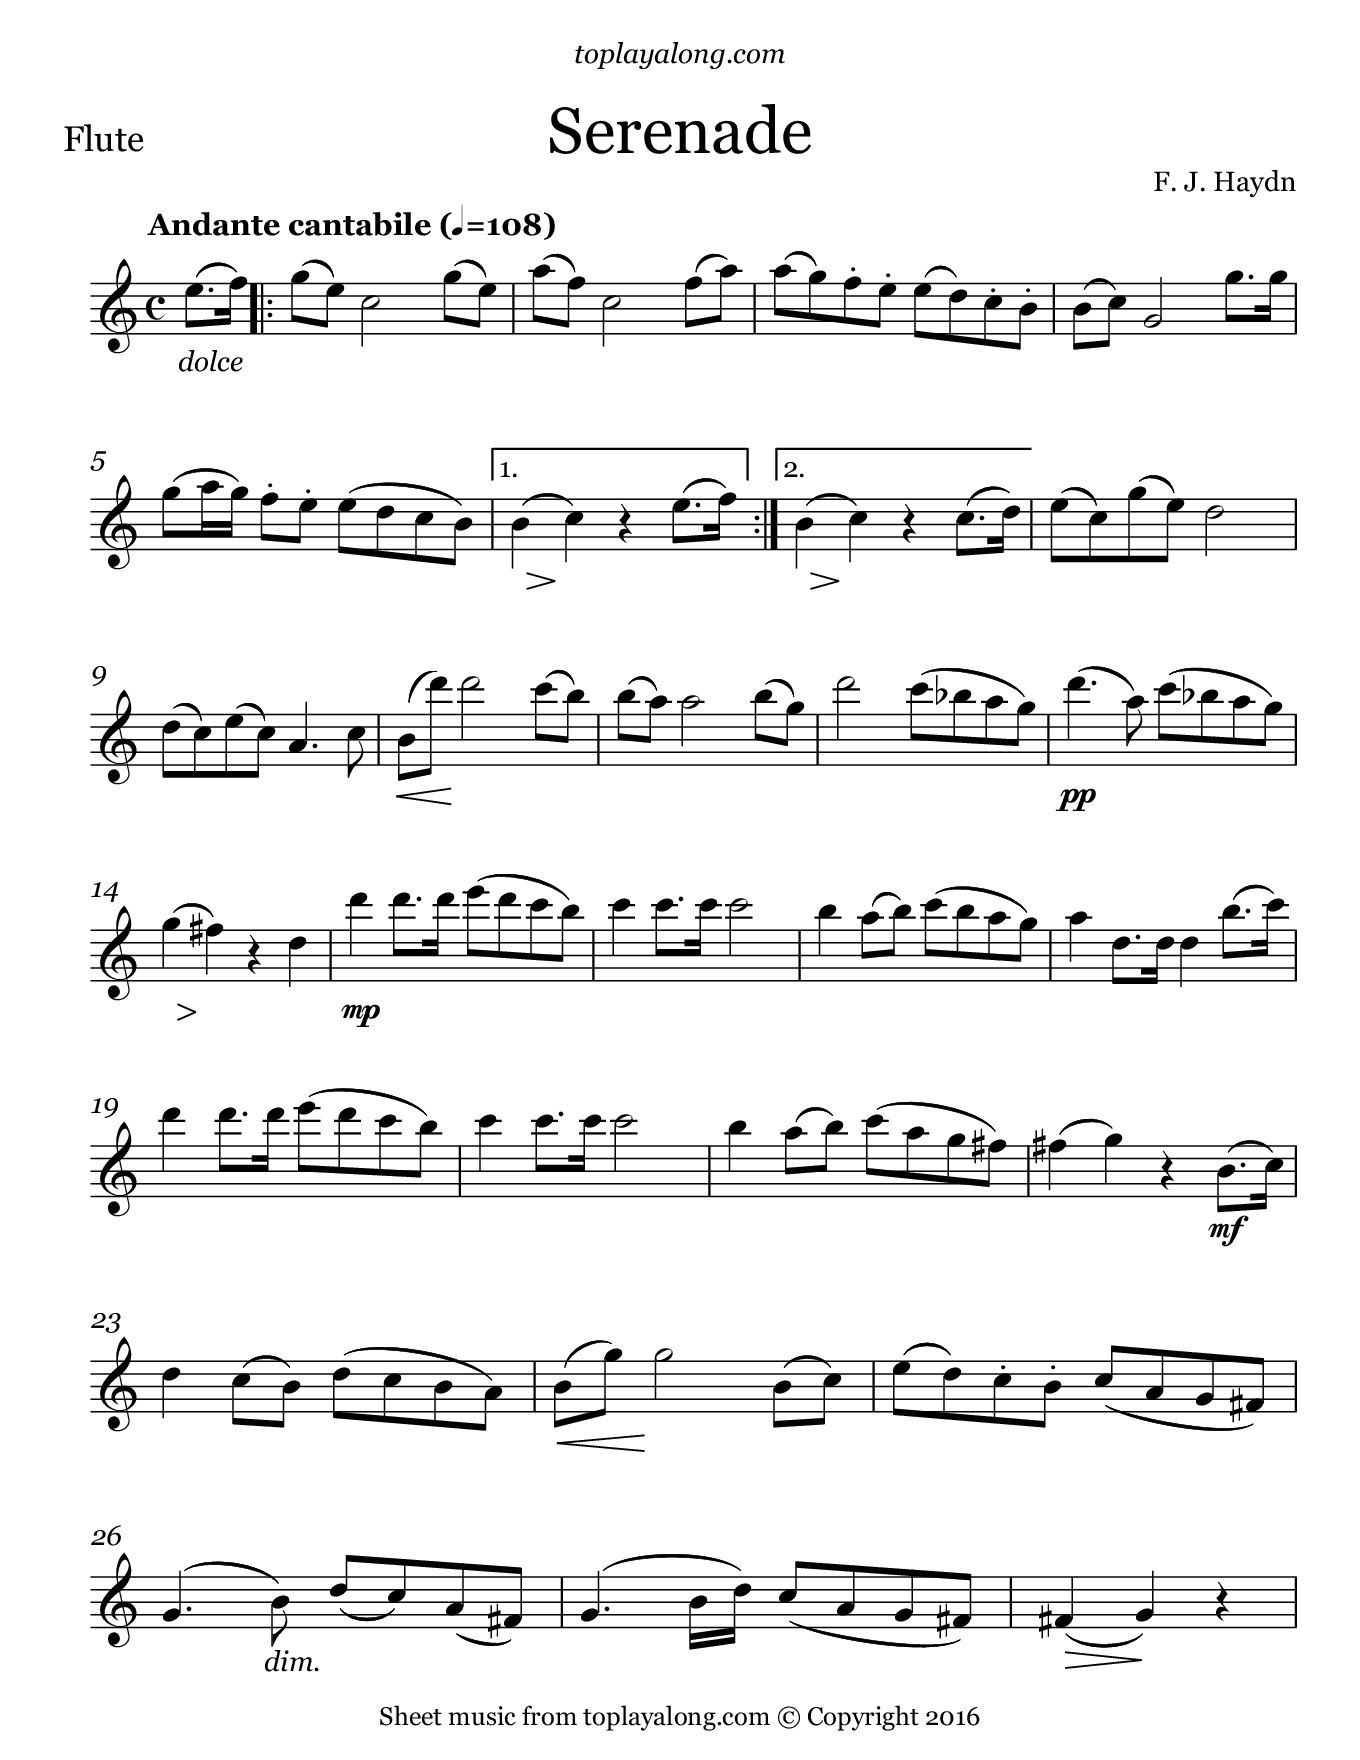 toplayalong.com
Flute
Serenade
F. J. Haydn
Andante cantabile (♩=108)
dolce
5
1.
2.
9
pp
14
mp
19
mf
23
26
dim.
Sheet music from toplayalong.com © Copyright 2016